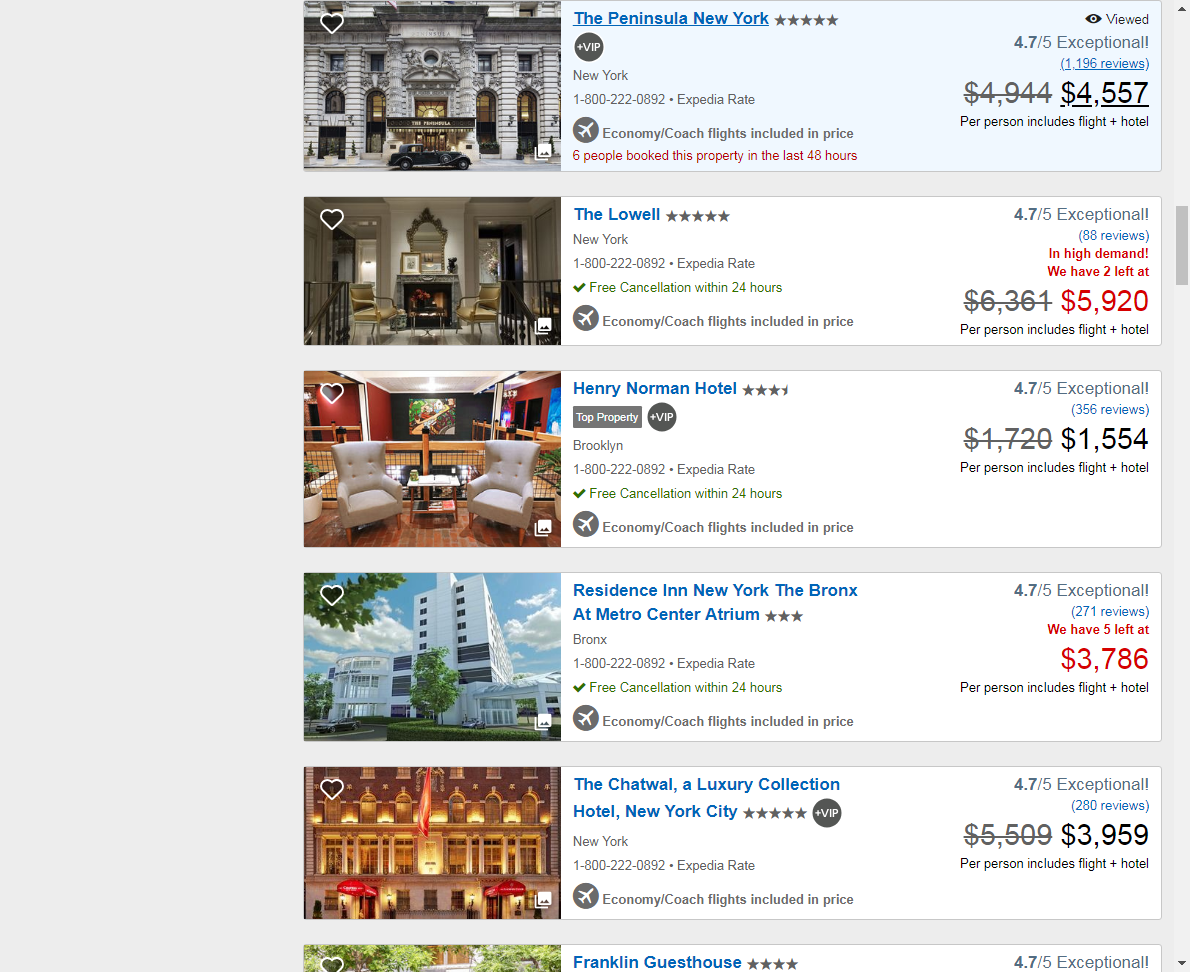 The Peninsula New York
Viewed
+VIP
4.7/5 Exceptional!
(1,196 reviews)
New York
$4,944 $4,557
1-800-222-0892 • Expedia Rate
Per person includes flight + hotel
Economy/Coach flights included in price
6 people booked this property in the last 48 hours
THE PENINSULA
The Lowell
4.7/5 Exceptional!
(88 reviews)
New York
In high demand!
1-800-222-0892 • Expedia Rate
We have 2 left at
Free Cancellation within 24 hours
$6,361 $5,920
Economy/Coach flights included in price
Per person includes flight + hotel
Henry Norman Hotel
4.7/5 Exceptional!
Top Property +VIP
(356 reviews)
Brooklyn
$1,720 $1,554
1-800-222-0892 • Expedia Rate
Per person includes flight + hotel
Free Cancellation within 24 hours
Economy/Coach flights included in price
Residence Inn New York The Bronx
At Metro Center Atrium
4.7/5 Exceptional!
(271 reviews)
Bronx
We have 5 left at
1-800-222-0892 • Expedia Rate
$3,786
Free Cancellation within 24 hours
Per person includes flight + hotel
Economy/Coach flights included in price
The Chatwal, a Luxury Collection
Hotel, New York City +VIP
4.7/5 Exceptional!
(280 reviews)
New York
$5,509 $3,959
1-800-222-0892 • Expedia Rate
Per person includes flight + hotel
Economy/Coach flights included in price
Franklin Guesthouse
4.7/5 Exceptional!